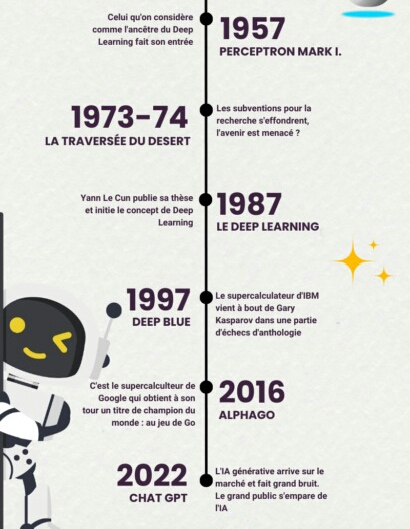 Celui qu'on considère
comme l'ancêtre du Deep
Learning fait son entrée
1957
PERCEPTRON MARK I.
1973-74
LA TRAVERSÉE DU DESERT
Les subventions pour la
recherche s'effondrent,
l'avenir est menacé ?
Yann Le Cun publie sa thèse
et initie le concept de Deep
Learning
1987
LE DEEP LEARNING
1997
DEEP BLUE
Le supercalculateur d'IBM
vient à bout de Gary
Kasparov dans une partie
d'échecs d'anthologie
C'est le supercalculteur de
Google qui obtient à son
tour un titre de champion du
monde : au jeu de Go
2016
ALPHAGO
2022
CHAT GPT
L'IA générative arrive sur le
marché et fait grand bruit.
Le grand public s'empare de
l'IA